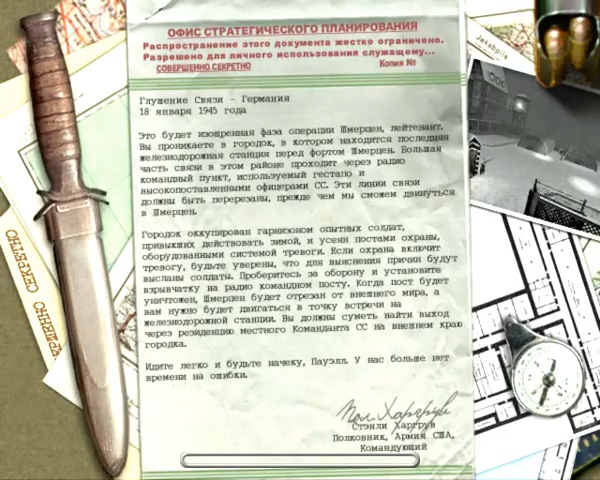 ОФИС СТРАТЕГИЧЕСКОГО ПЛАНИРОВАНИЯ
Распространение этого документа жестко ограничено.
Разрешено для личного использования служащему...
СОВЕРШЕННО СЕКРЕТНО Копия №
Глушение Связи - Германия
18 января 1945 года
Это будет изощренная фаза операции Шмерцен, лейтенант.
Вы проникаете в городок, в котором находится последняя
железнодорожная станция перед фортом Шмерцен. Большая
часть связи в этом районе проходит через радио
командный пункт, используемый гестапо и
высокопоставленными офицерами СС. Эти линии связи
должны быть перерезаны, прежде чем мы сможем двинуться
в Шмерцен.
Городок оккупирован гарнизоном опытных солдат,
привыкших действовать зимой, и усеян постами охраны,
оборудованными системой тревоги. Если охрана включит
тревогу, будьте уверены, что для выяснения причин будут
высланы солдаты. Проберитесь за оборону и установите
взрывчатку на радио командном посту. Когда пост будет
уничтожен, Шмерцен будет отрезан от внешнего мира, а
вам нужно будет двигаться в точку встречи на
железнодорожной станции. Вы должны суметь найти выход
через резиденцию местного Команданта СС на внешнем краю
городка.
Идите легко и будьте начеку, Пауэлл. У нас больше нет
времени на ошибки.
Пол. Харгрув
Стэнли Харгрув
Полковник, Армия США,
Командующий
Jekabpils
СЕКРЕТНО